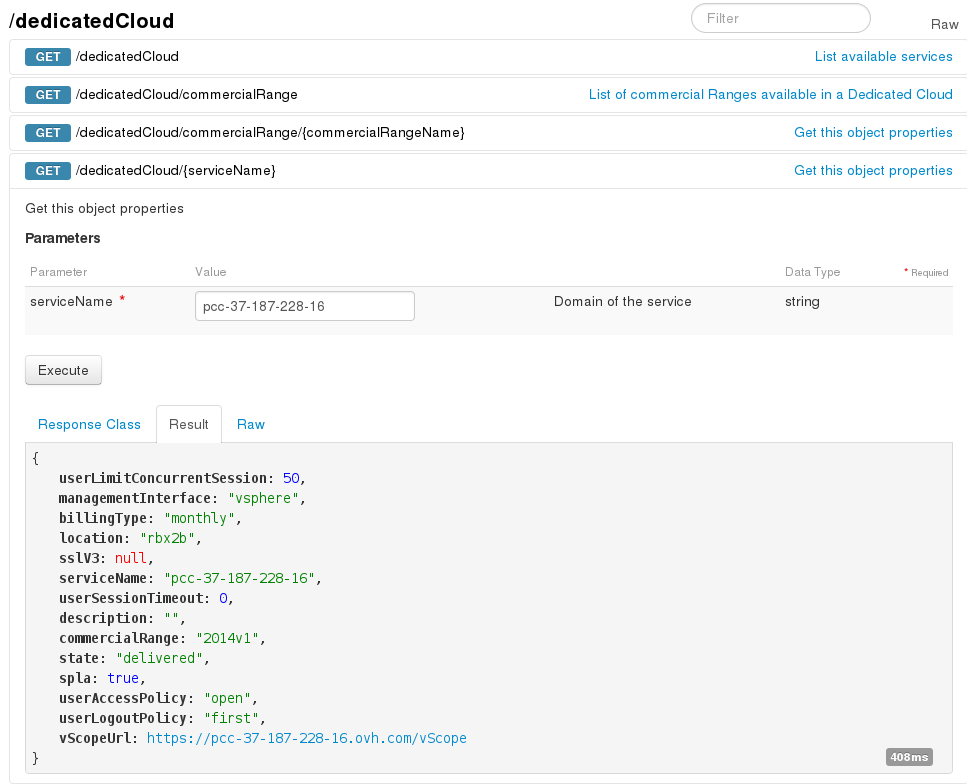 /dedicatedCloud
Filter
Raw
GET /dedicatedCloud List available services
GET /dedicatedCloud/commercialRange List of commercial Ranges available in a Dedicated Cloud
GET /dedicatedCloud/commercialRange/{commercialRangeName} Get this object properties
GET /dedicatedCloud/{serviceName} Get this object properties
Get this object properties
Parameters
Parameter Value Data Type * Required
serviceName * pcc-37-187-228-16 Domain of the service string
Execute
Response Class Result Raw
{
userLimitConcurrentSession: 50,
managementInterface: "vsphere",
billingType: "monthly",
location: "rbx2b",
sslV3: null,
serviceName: "pcc-37-187-228-16",
userSessionTimeout: 0,
description: "",
commercialRange: "2014v1",
state: "delivered",
spla: true,
userAccessPolicy: "open",
userLogoutPolicy: "first",
vScopeUrl: https://pcc-37-187-228-16.ovh.com/vScope
}
408ms